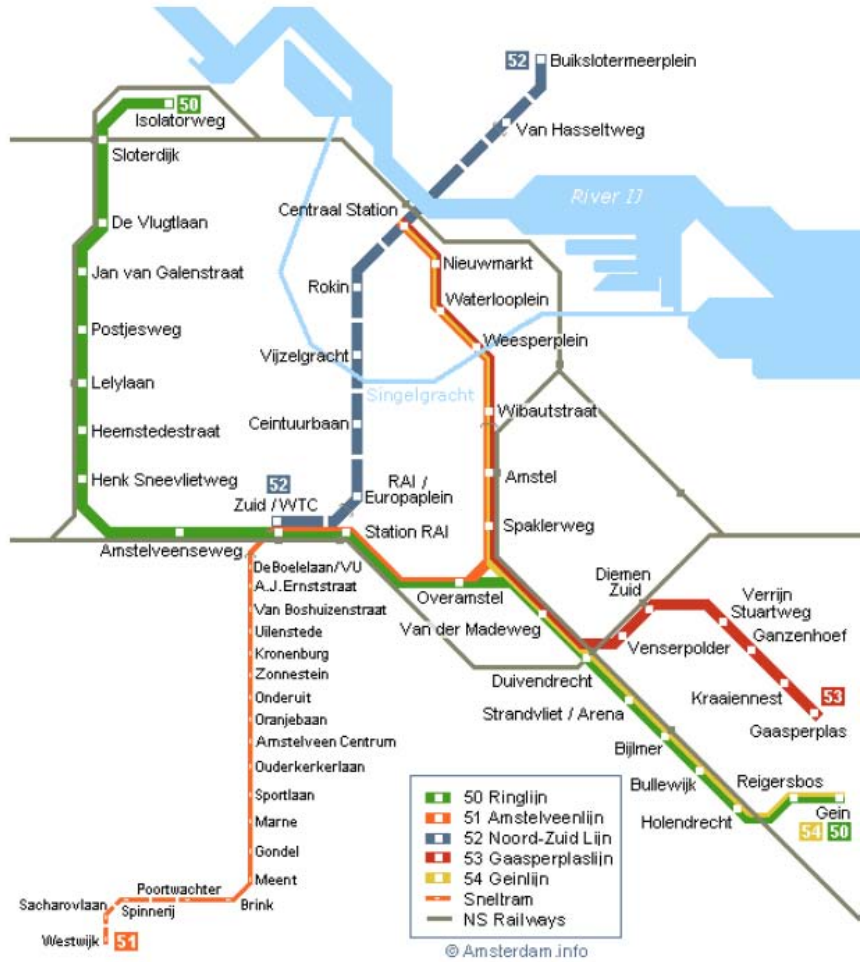 52 Buikslotermeerplein
50
Isolatorweg
Van Hasseltweg
Sloterdijk
River IJ
Centraal Station
De Vlugtlaan
Nieuwmarkt
Jan van Galenstraat
Rokin
Waterlooplein
Postjesweg
Weesperplein
Vijzelgracht
Lelylaan
Singelgracht
Wibautstraat
Ceintuurbaan
Heemstedestraat
Amstel
Henk Sneevlietweg
RAI /
Europaplein
52
Zuid / WTC
Spaklerweg
Station RAI
Amstelveenseweg
DeBoelelaan/VU
A.J.Ernststraat
Van Boshuizenstraat
Uilenstede
Kronenburg
Zonnestein
Onderuit
Oranjebaan
Amstelveen Centrum
Ouderkerkerlaan
Sportlaan
Marne
Gondel
Meent
Brink
Poortwachter
Spinnerij
Sacharovlaan
Westwijk 51
Overamstel
Van der Madeweg
Diemen
Zuid
Verrijn
Stuartweg
Venserpolder
Ganzenhoef
Duivendrecht
Kraaiennest
53
Strandvliet / Arena
Gaasperplas
Bijlmer
Bullewijk
Reigersbos
Holendrecht
Gein
54 50
50 Ringlijn
51 Amstelveenlijn
52 Noord-Zuid Lijn
53 Gaasperplaslijn
54 Geinlijn
Sneltram
NS Railways
© Amsterdam.info